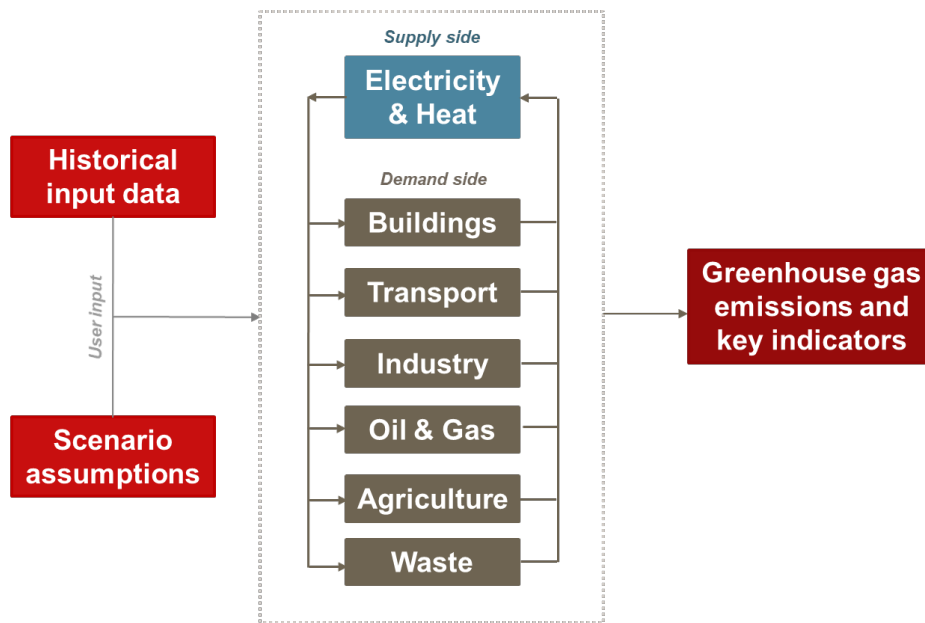 Supply side
Electricity
& Heat
Historical
input data
Demand side
Buildings
Transport
Industry
Oil & Gas
Agriculture
Waste
User input
Scenario
assumptions
Greenhouse gas
emissions and
key indicators